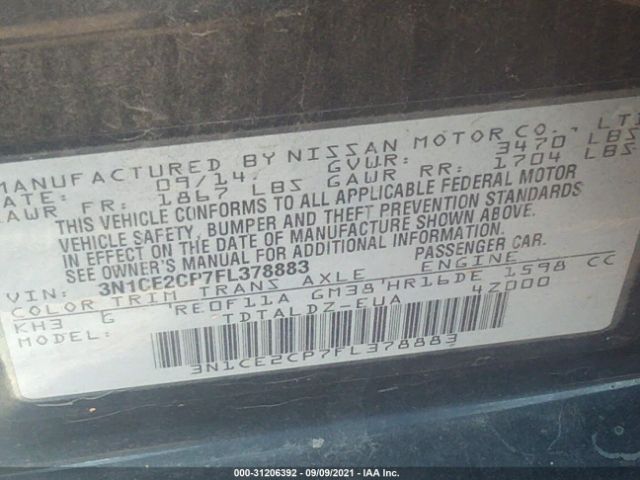 MANUFACTURED BY NISSAN MOTOR CO., LT
DATE: 09/14 GVWR: 3470 LBS
GAWR FR: 1867 LBS GAWR RR: 1704 LBS
THIS VEHICLE CONFORMS TO ALL APPLICABLE FEDERAL MOTOR
VEHICLE SAFETY, BUMPER AND THEFT PREVENTION STANDARDS
IN EFFECT ON THE DATE OF MANUFACTURE SHOWN ABOVE.
SEE OWNER'S MANUAL FOR ADDITIONAL INFORMATION.
VIN: 3N1CE2CP7FL378883 PASSENGER CAR.
COLOR TRIM TRANS AXLE ENGINE
KH3 G RE0F11A GM38 HR16DE 1598 CC
MODEL: TDTALDZ-EUA 4Z000
3N1CE2CP7FL378883
000-31206392 - 09/09/2021 - IAA Inc.